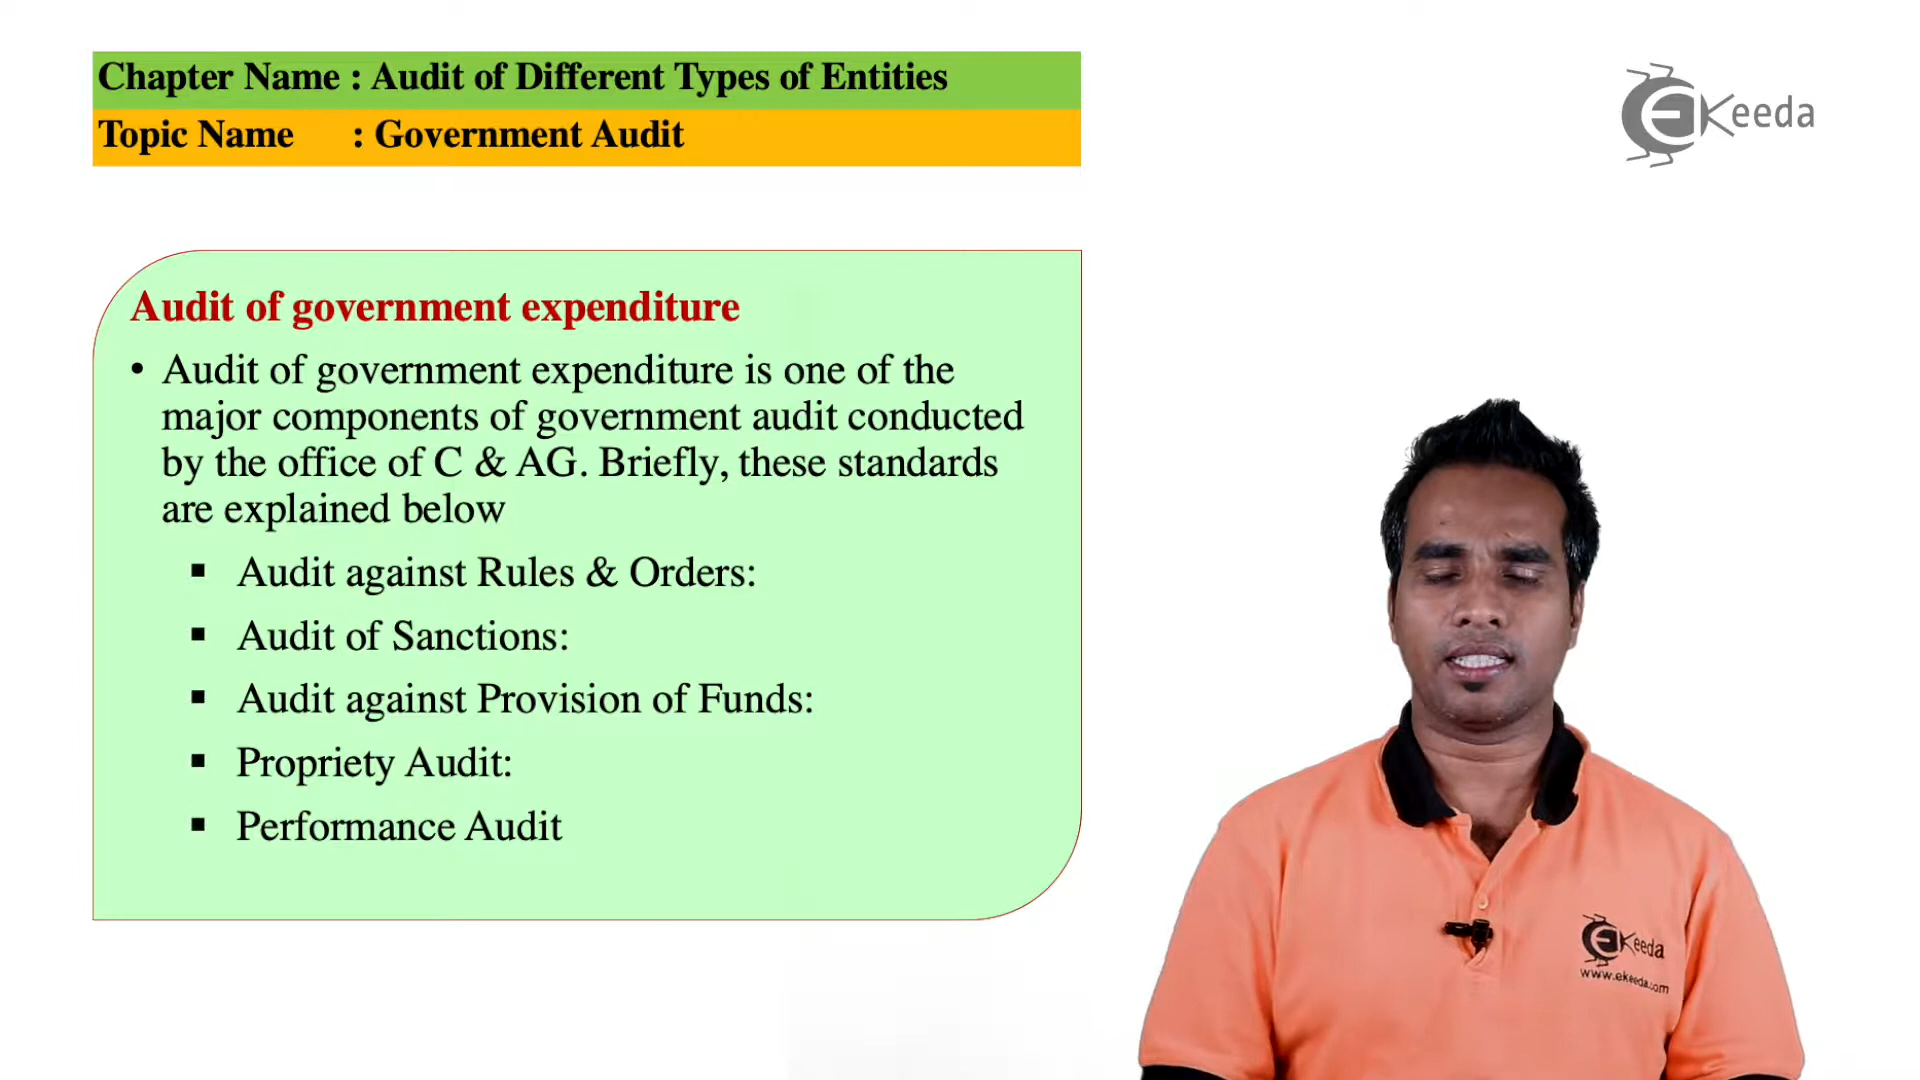 Chapter Name : Audit of Different Types of Entities
Topic Name : Government Audit
EKeeda
Audit of government expenditure
• Audit of government expenditure is one of the
major components of government audit conducted
by the office of C & AG. Briefly, these standards
are explained below
▪ Audit against Rules & Orders:
▪ Audit of Sanctions:
▪ Audit against Provision of Funds:
▪ Propriety Audit:
▪ Performance Audit
EKeeda
www.ekeeda.com